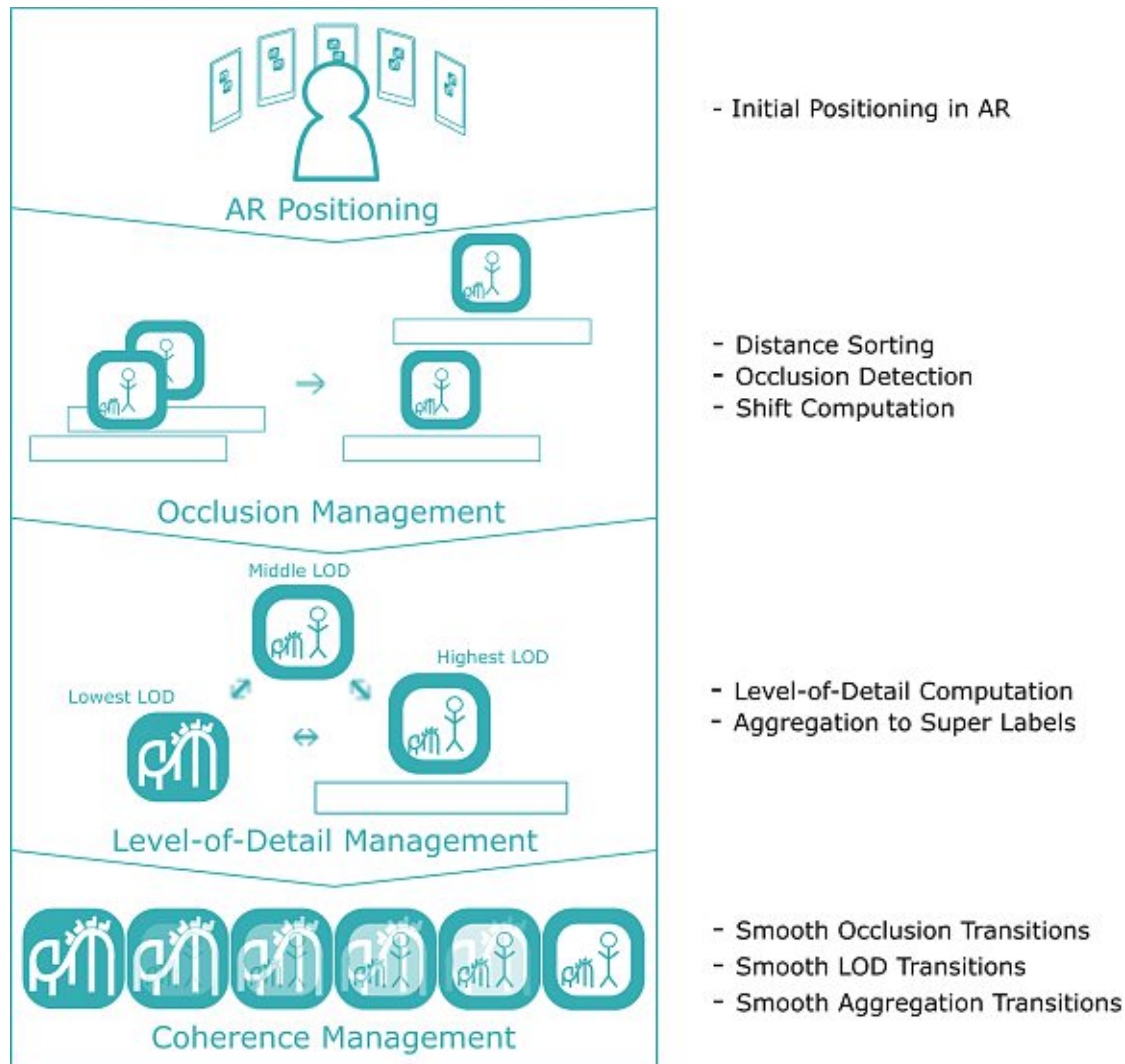 - Initial Positioning in AR
AR Positioning
- Distance Sorting
- Occlusion Detection
- Shift Computation
Occlusion Management
Middle LOD
Highest LOD
Lowest LOD
- Level-of-Detail Computation
- Aggregation to Super Labels
Level-of-Detail Management
- Smooth Occlusion Transitions
- Smooth LOD Transitions
- Smooth Aggregation Transitions
Coherence Management